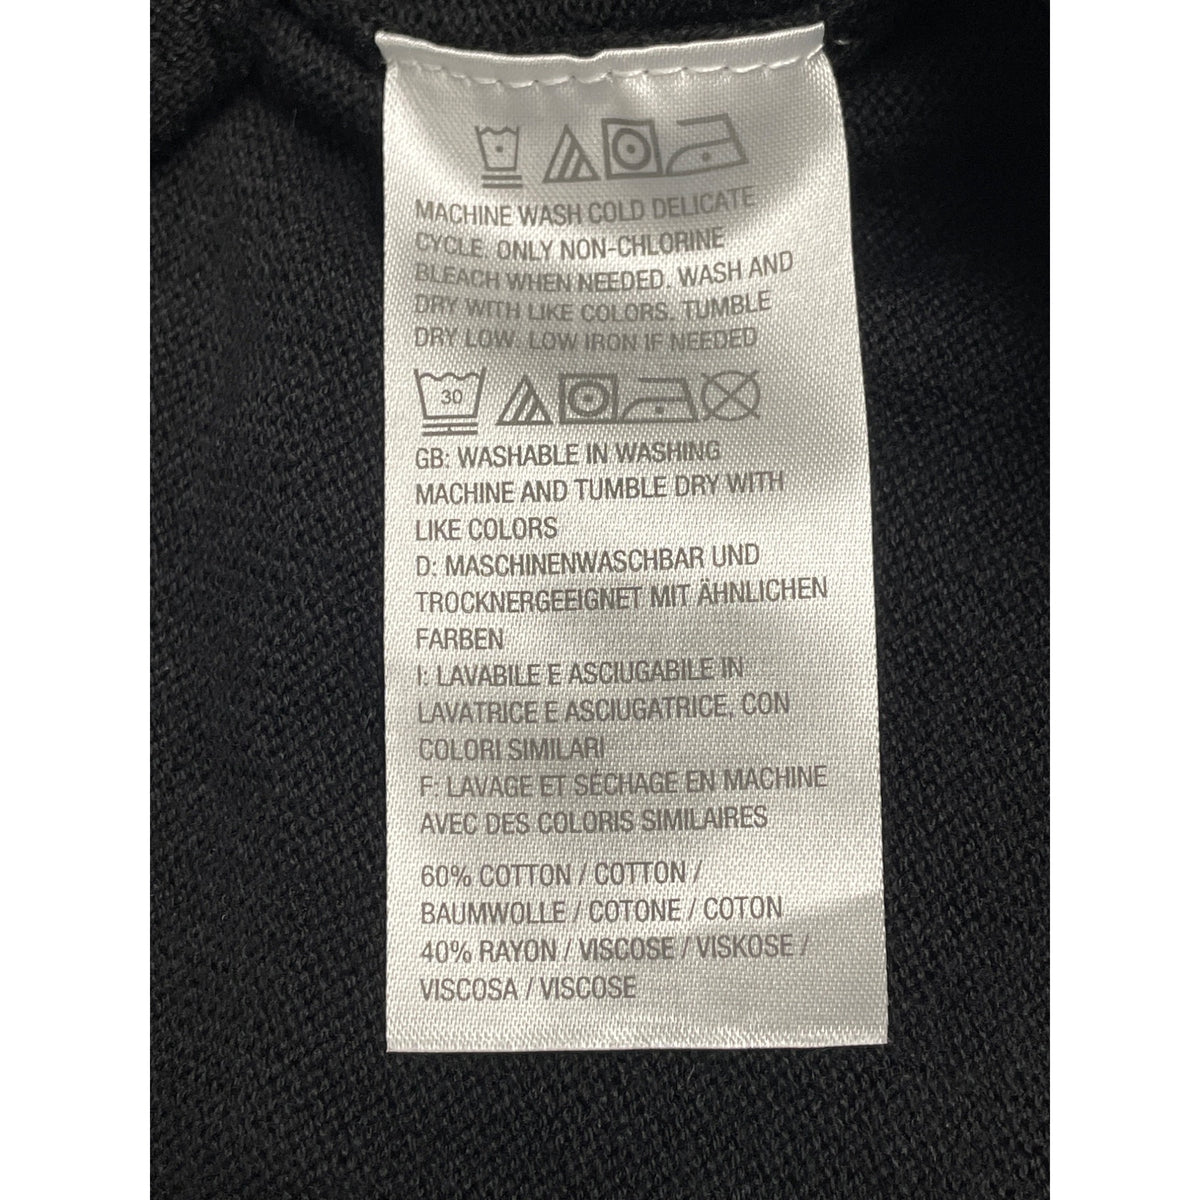 MACHINE WASH COLD DELICATE
CYCLE. ONLY NON-CHLORINE
BLEACH WHEN NEEDED. WASH AND
DRY WITH LIKE COLORS. TUMBLE
DRY LOW. LOW IRON IF NEEDED
30
GB: WASHABLE IN WASHING
MACHINE AND TUMBLE DRY WITH
LIKE COLORS
D: MASCHINENWASCHBAR UND
TROCKNERGEEIGNET MIT ÄHNLICHEN
FARBEN
I: LAVABILE E ASCIUGABILE IN
LAVATRICE E ASCIUGATRICE, CON
COLORI SIMILARI
F: LAVAGE ET SÉCHAGE EN MACHINE
AVEC DES COLORIS SIMILAIRES
60% COTTON / COTTON /
BAUMWOLLE / COTONE / COTON
40% RAYON / VISCOSE / VISKOSE /
VISCOSA / VISCOSE